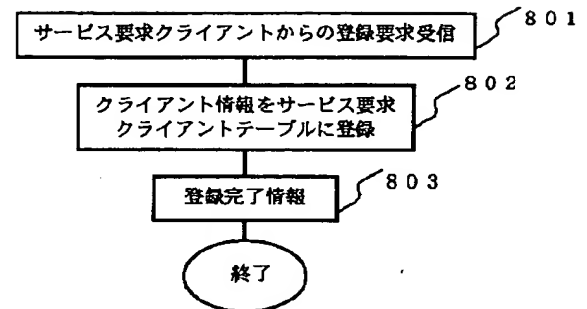 サービス要求クライアントからの登録要求受信
801
クライアント情報をサービス要求
クライアントテーブルに登録
802
登録完了情報
803
終了